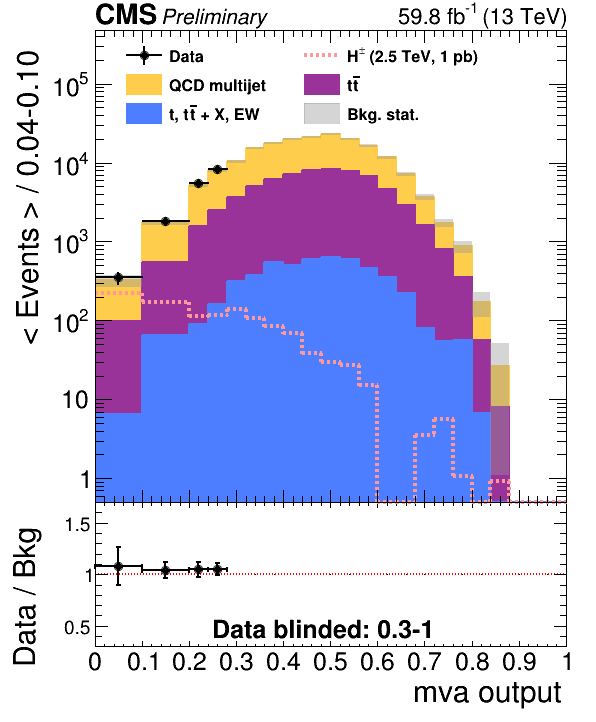 CMS Preliminary 59.8 fb⁻¹ (13 TeV)
Data
H± (2.5 TeV, 1 pb)
QCD multijet
tt̄
t, tt̄ + X, EW
Bkg. stat.
< Events > / 0.04-0.10
10⁵
10⁴
10³
10²
10
1
Data / Bkg
1.5
1
0.5
Data blinded: 0.3-1
0 0.1 0.2 0.3 0.4 0.5 0.6 0.7 0.8 0.9 1
mva output